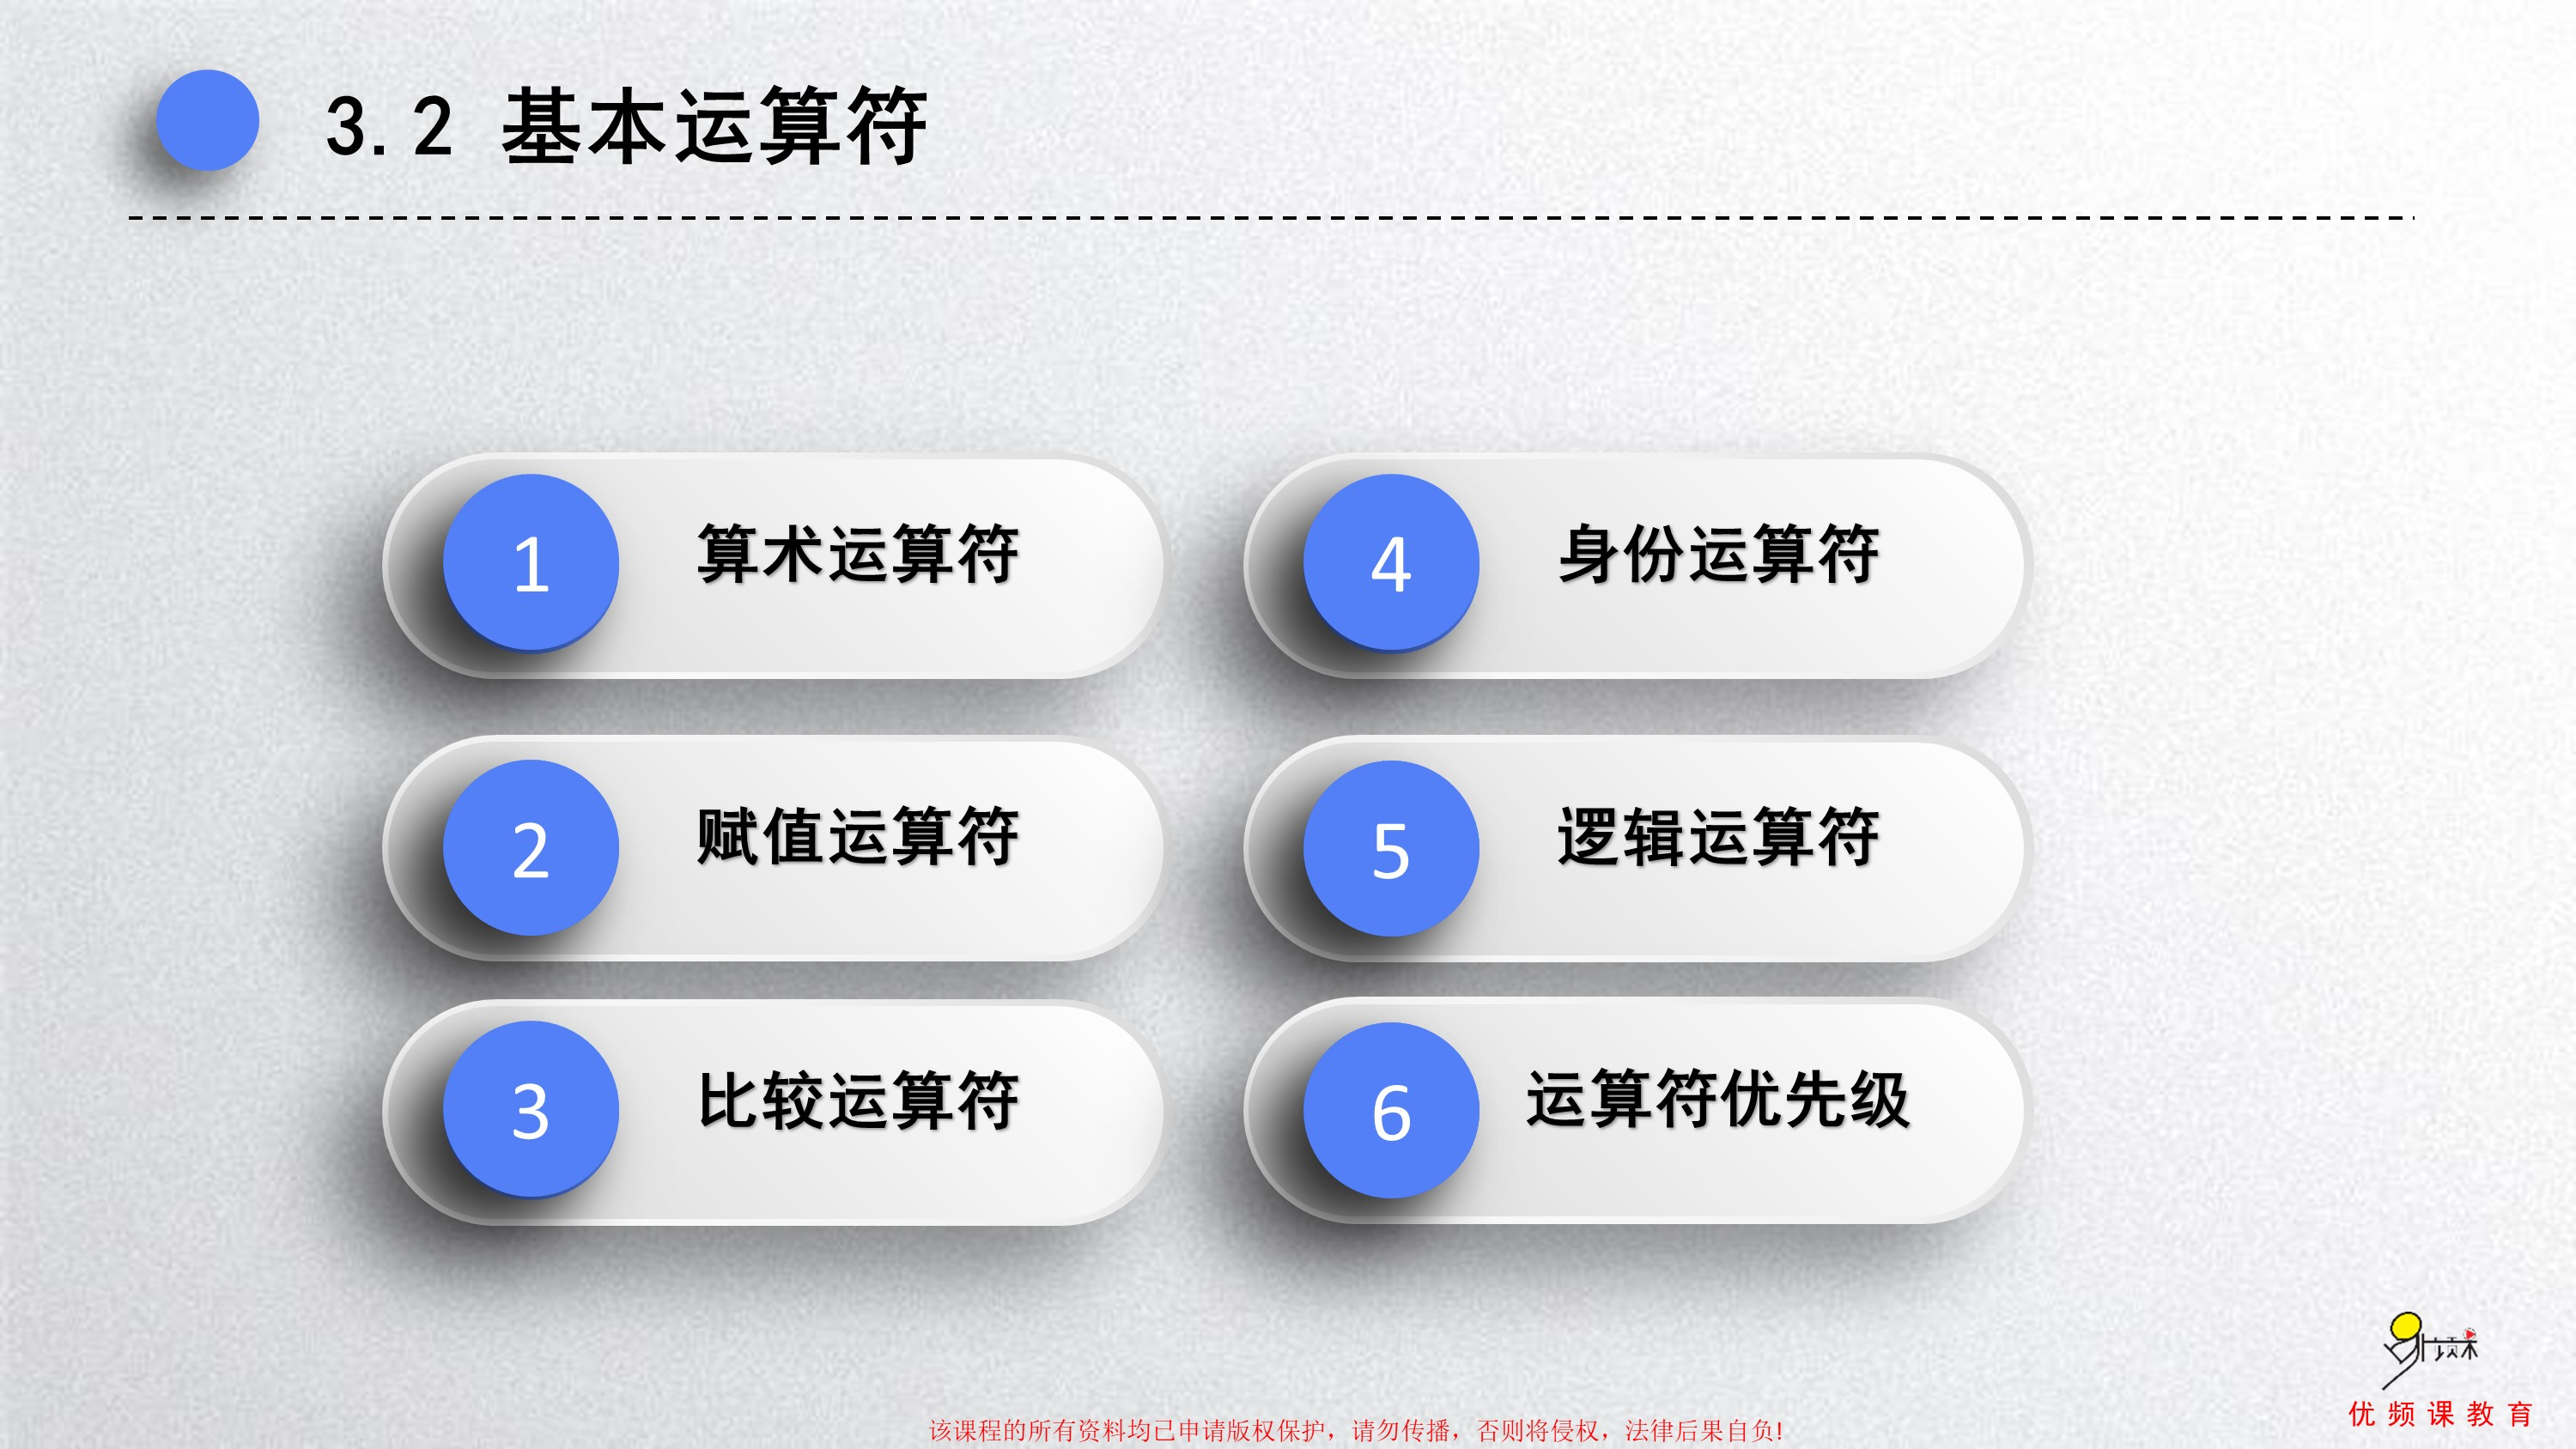 3.2 基本运算符
1 算术运算符
2 赋值运算符
3 比较运算符
4 身份运算符
5 逻辑运算符
6 运算符优先级
优频课教育
该课程的所有资料均已申请版权保护，请勿传播，否则将侵权，法律后果自负!